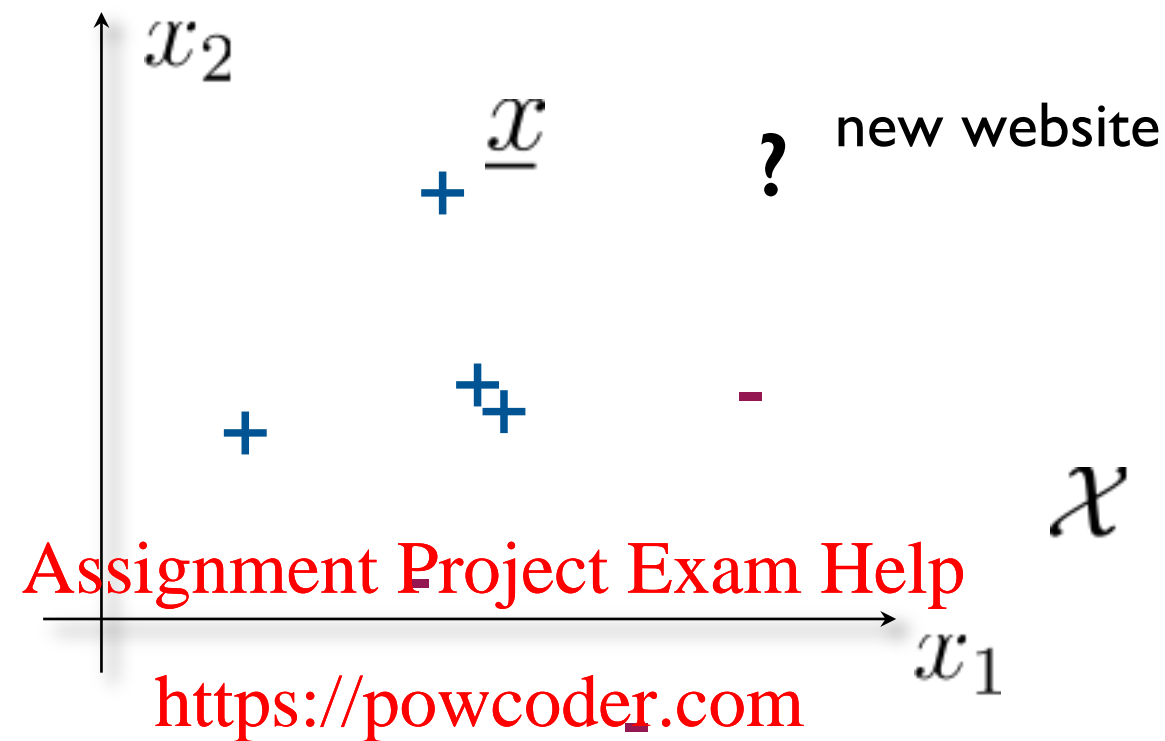 x₂
x
? new website
+
+
+
+
-
𝒳
Assignment Project Exam Help
-
x₁
https://powcoder.com
-